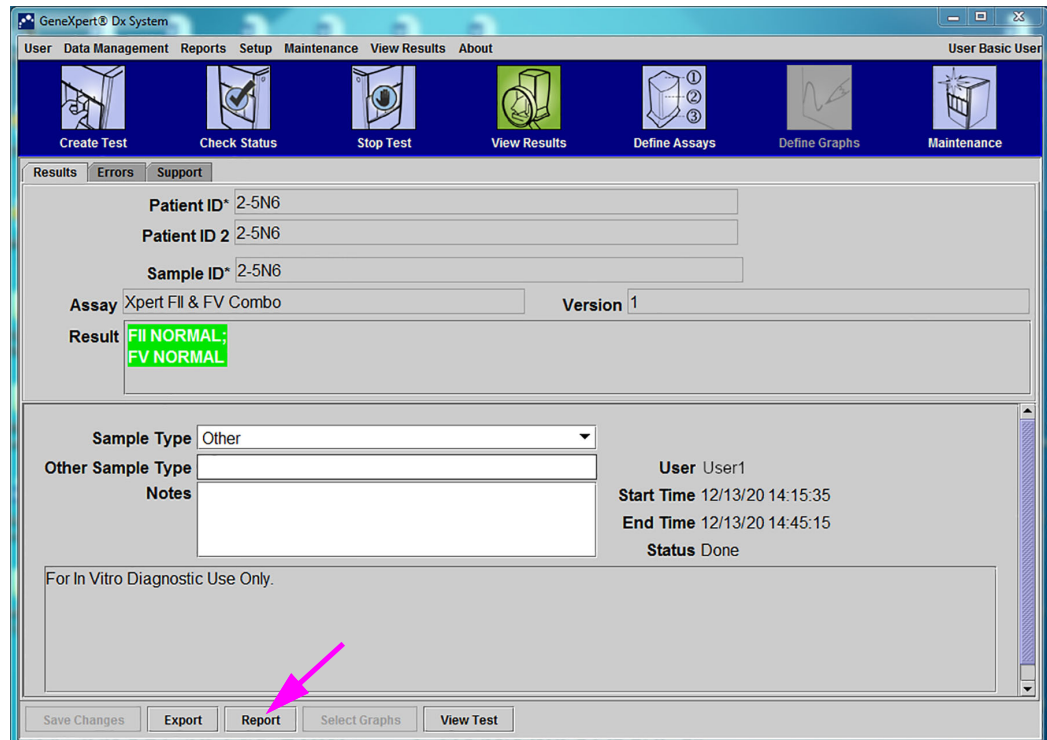 GeneXpert® Dx System
User Data Management Reports Setup Maintenance View Results About User Basic User
① ② ③
Create Test Check Status Stop Test View Results Define Assays Define Graphs Maintenance
Results Errors Support
Patient ID* 2-5N6
Patient ID 2 2-5N6
Sample ID* 2-5N6
Assay Xpert FII & FV Combo Version 1
Result FII NORMAL;
FV NORMAL
Sample Type Other
Other Sample Type User User1
Notes Start Time 12/13/20 14:15:35
End Time 12/13/20 14:45:15
Status Done
For In Vitro Diagnostic Use Only.
Save Changes Export Report Select Graphs View Test